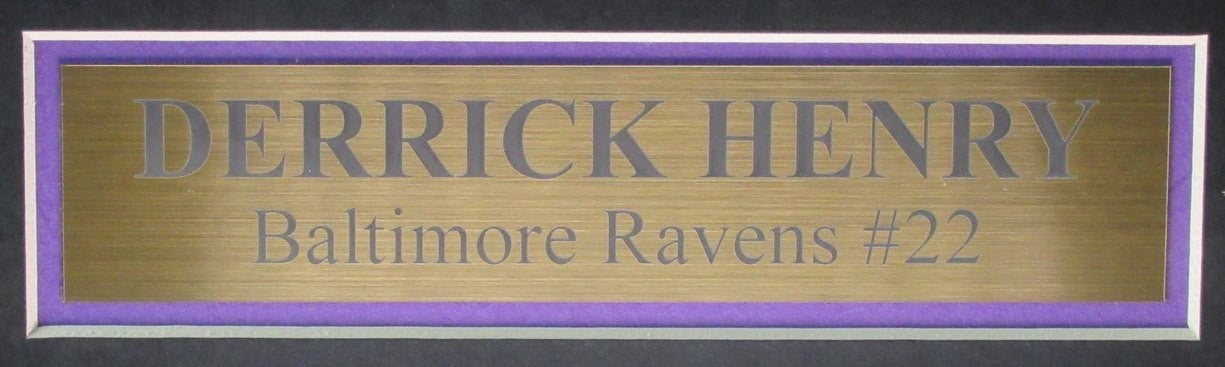 DERRICK HENRY
Baltimore Ravens #22